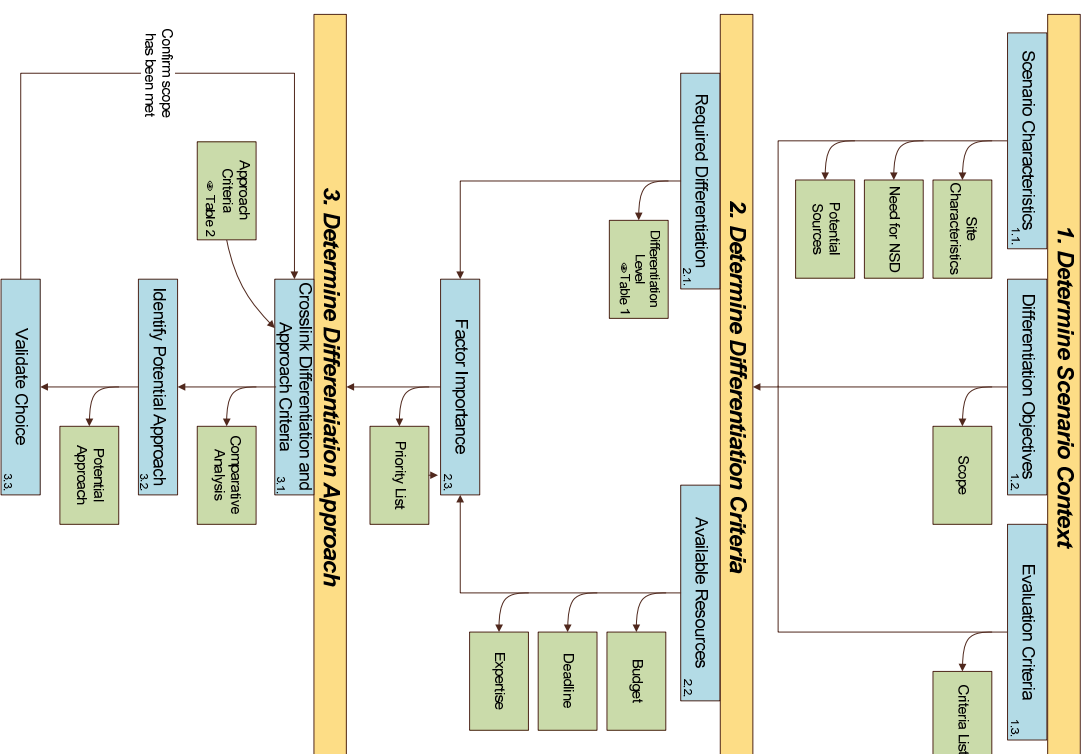 1. Determine Scenario Context
Scenario Characteristics
1.1.
Site
Characteristics
Need for NSD
Potential
Sources
Differentiation Objectives
1.2.
Scope
Evaluation Criteria
1.3.
Criteria List
2. Determine Differentiation Criteria
Required Differentiation
2.1.
Differentiation
Level
Table 1
Available Resources
2.2.
Budget
Deadline
Expertise
Factor Importance
2.3.
Priority List
3. Determine Differentiation Approach
Crosslink Differentiation and
Approach Criteria
3.1.
Approach
Criteria
Table 2
Comparative
Analysis
Identify Potential Approach
3.2.
Potential
Approach
Validate Choice
3.3.
Confirm scope
has been met